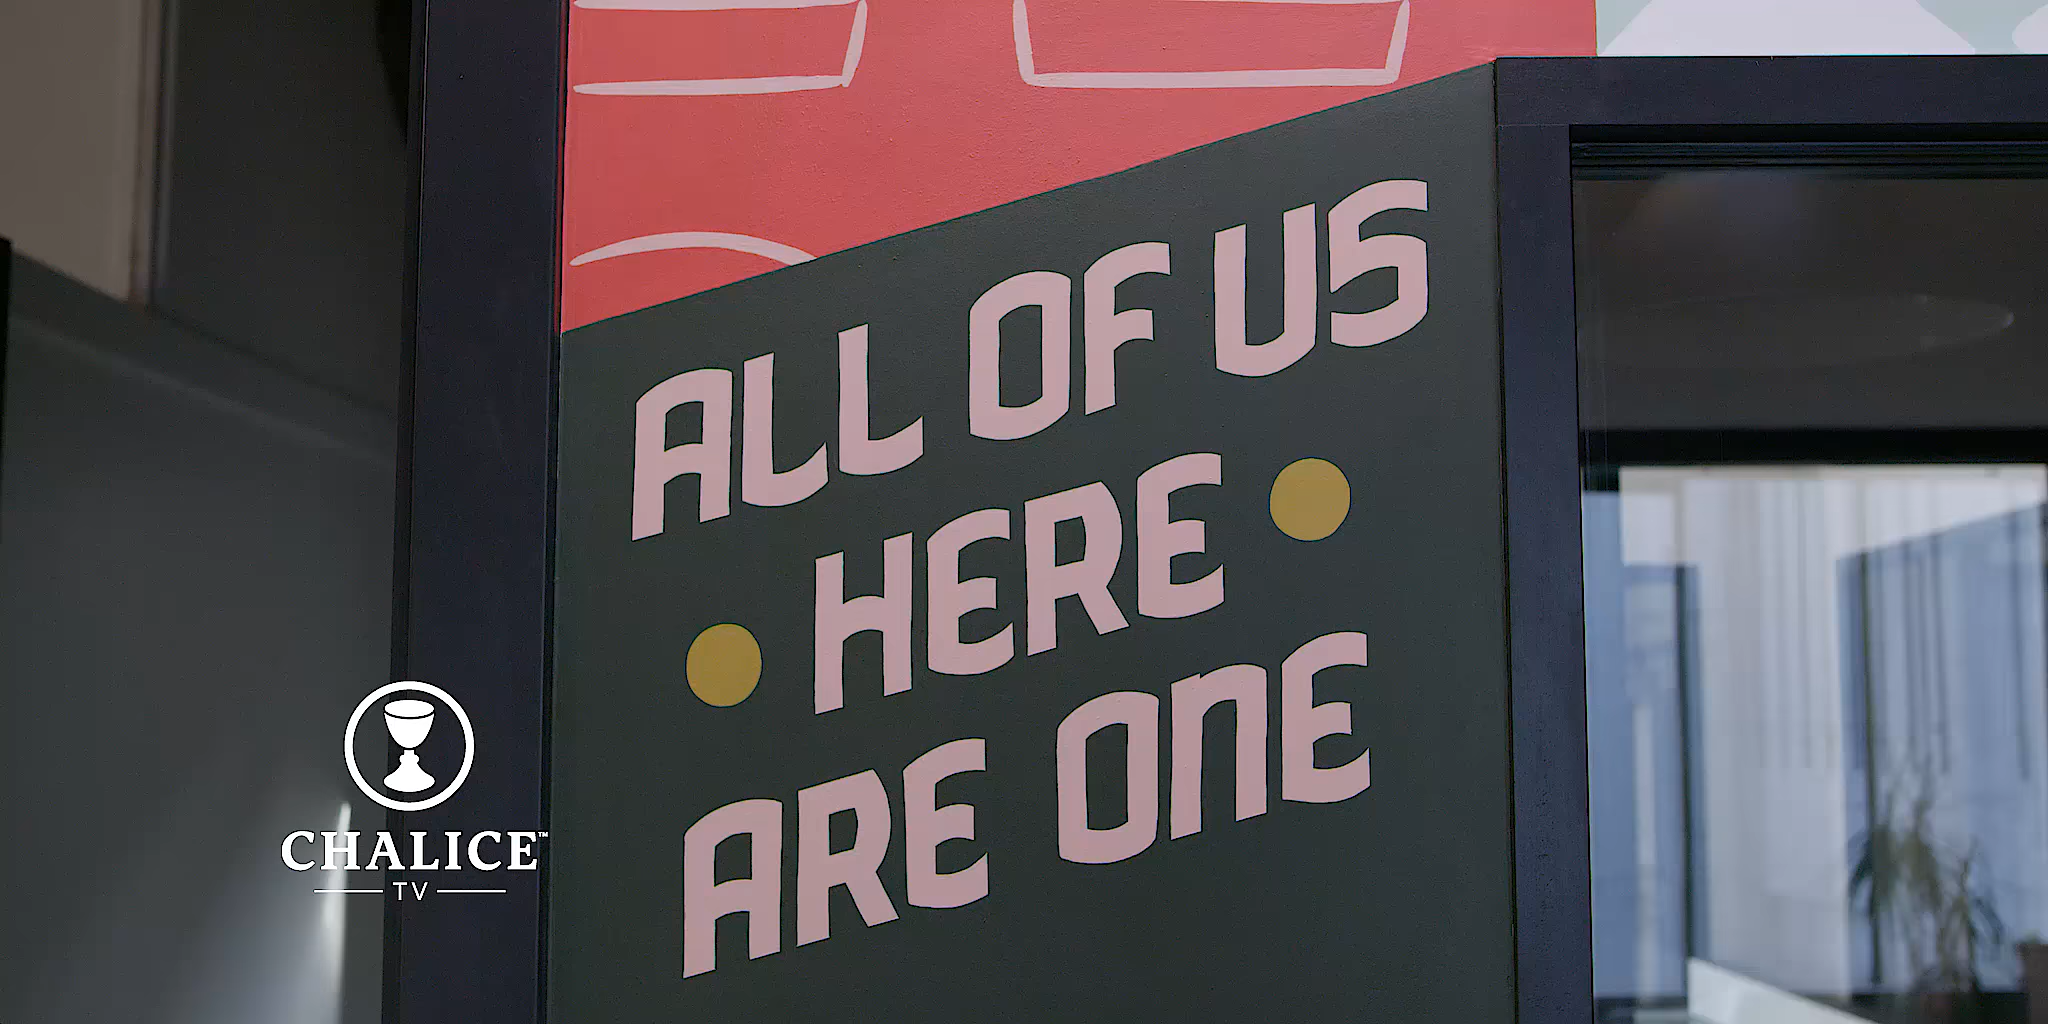 ALL OF US
HERE
ARE ONE
CHALICE™
TV